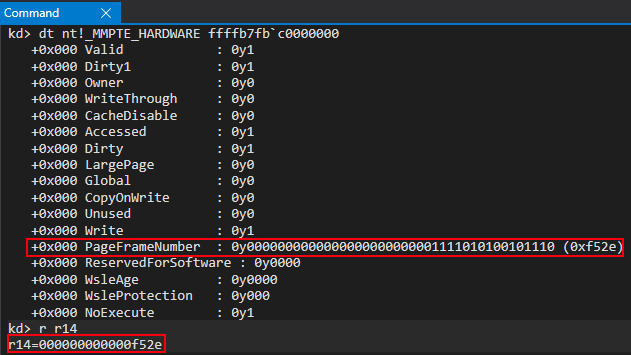 Command X
kd> dt nt!_MMPTE_HARDWARE ffffb7fb`c0000000
+0x000 Valid : 0y1
+0x000 Dirty1 : 0y1
+0x000 Owner : 0y0
+0x000 WriteThrough : 0y0
+0x000 CacheDisable : 0y0
+0x000 Accessed : 0y1
+0x000 Dirty : 0y1
+0x000 LargePage : 0y0
+0x000 Global : 0y0
+0x000 CopyOnWrite : 0y0
+0x000 Unused : 0y0
+0x000 Write : 0y1
+0x000 PageFrameNumber : 0y0000000000000000000000001111010100101110 (0xf52e)
+0x000 ReservedForSoftware : 0y0000
+0x000 WsleAge : 0y0000
+0x000 WsleProtection : 0y000
+0x000 NoExecute : 0y1
kd> r r14
r14=000000000000f52e